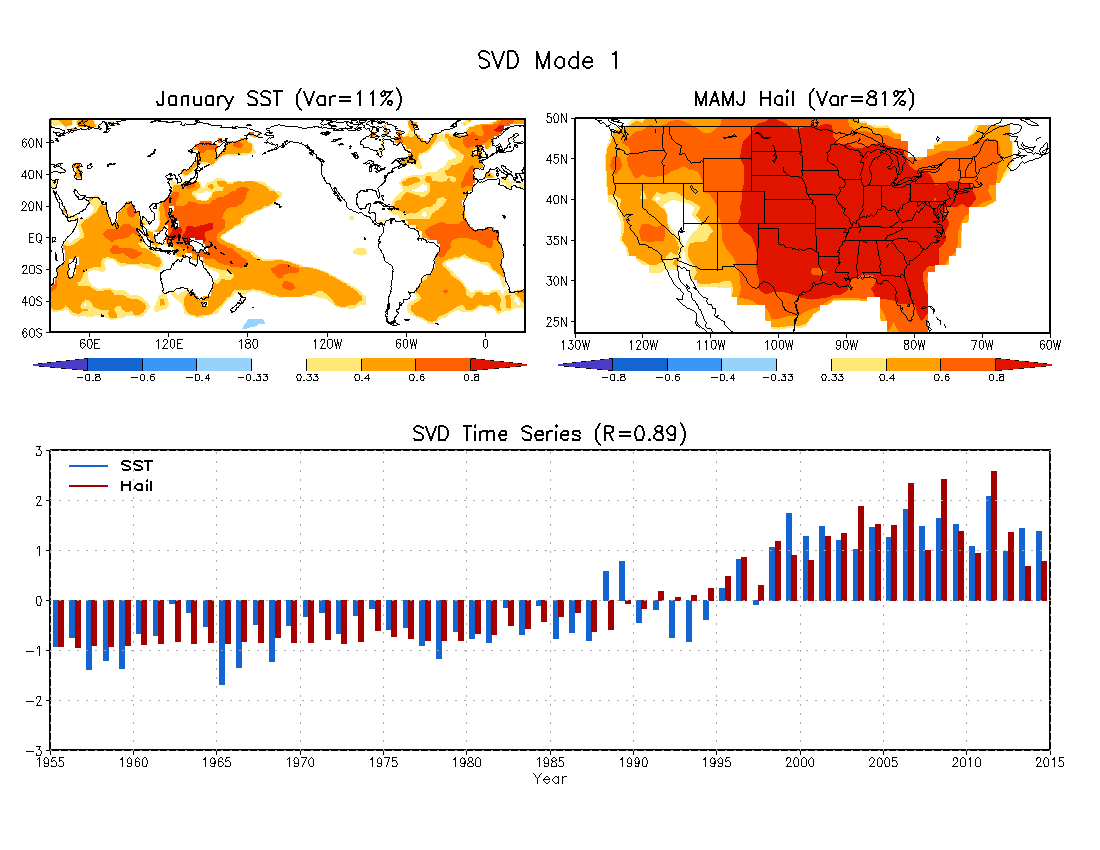 SVD Mode 1
January SST (Var=11%)
MAMJ Hail (Var=81%)
60N
40N
20N
EQ
20S
40S
60S
60E 120E 180 120W 60W 0
50N
45N
40N
35N
30N
25N
130W 120W 110W 100W 90W 80W 70W 60W
-0.8 -0.6 -0.4 -0.33 0.33 0.4 0.6 0.8
-0.8 -0.6 -0.4 -0.33 0.33 0.4 0.6 0.8
SVD Time Series (R=0.89)
SST
Hail
3
2
1
0
-1
-2
-3
1955 1960 1965 1970 1975 1980 1985 1990 1995 2000 2005 2010 2015
Year